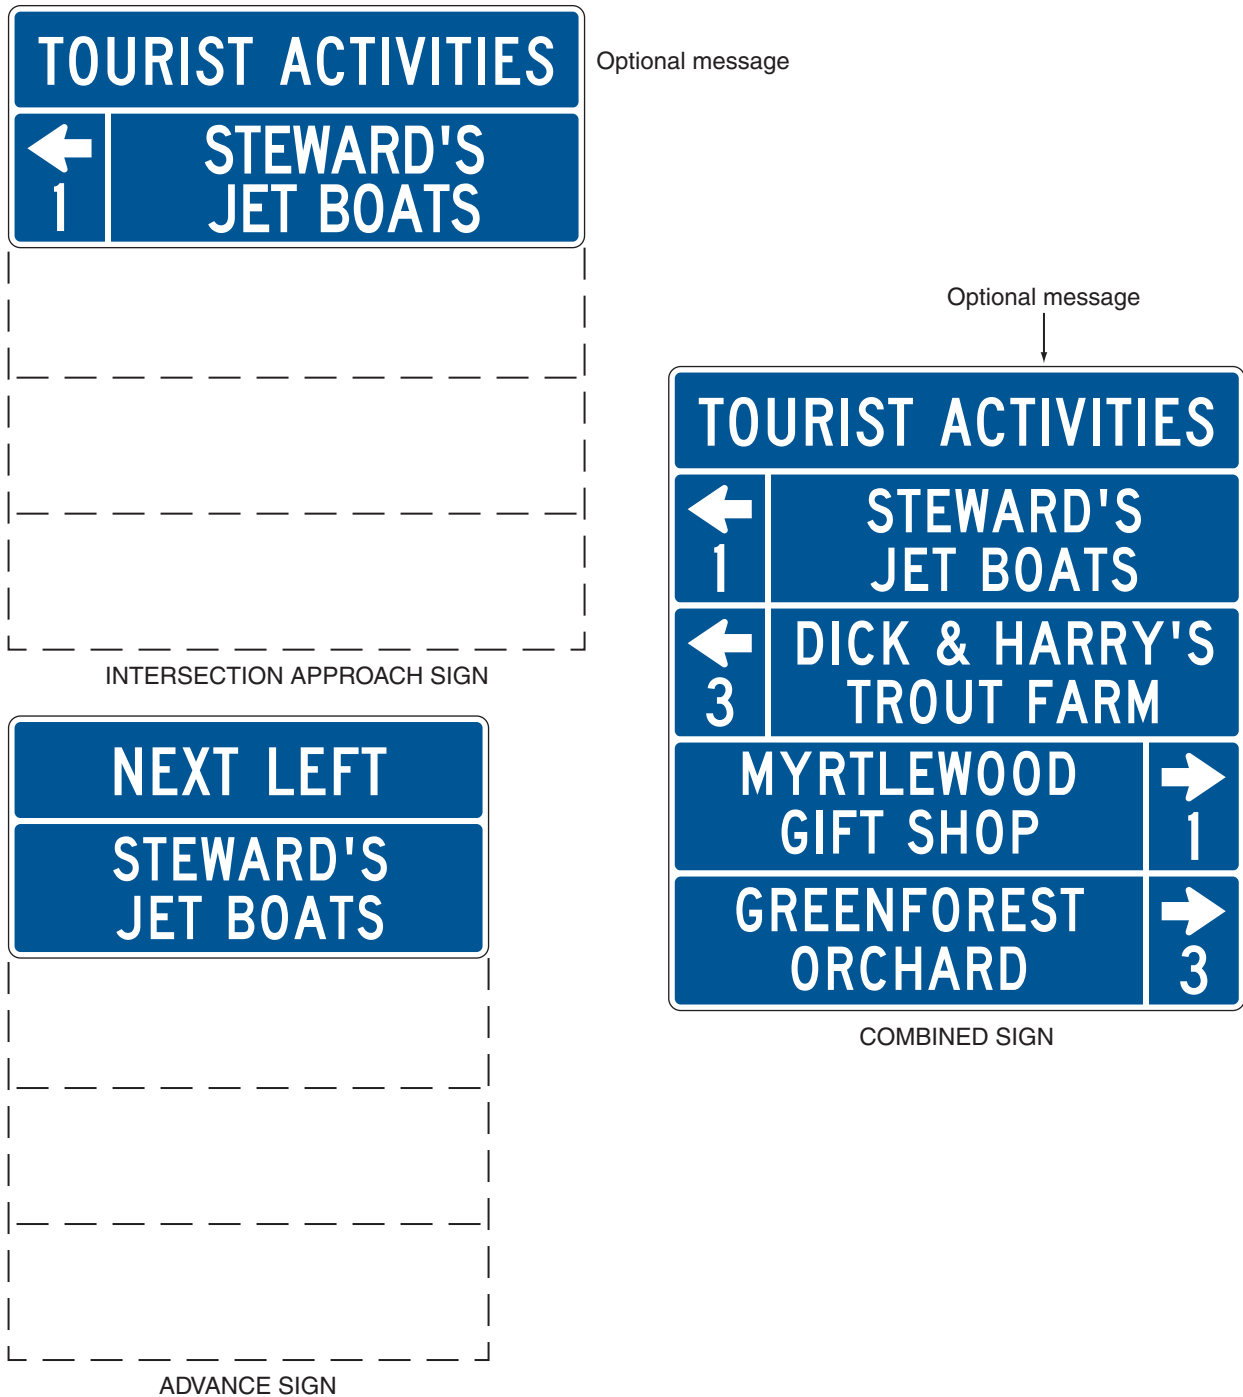 TOURIST ACTIVITIES
Optional message
STEWARD'S
JET BOATS
1
INTERSECTION APPROACH SIGN
NEXT LEFT
STEWARD'S
JET BOATS
ADVANCE SIGN
Optional message
TOURIST ACTIVITIES
STEWARD'S
JET BOATS
1
DICK & HARRY'S
TROUT FARM
3
MYRTLEWOOD
GIFT SHOP
1
GREENFOREST
ORCHARD
3
COMBINED SIGN